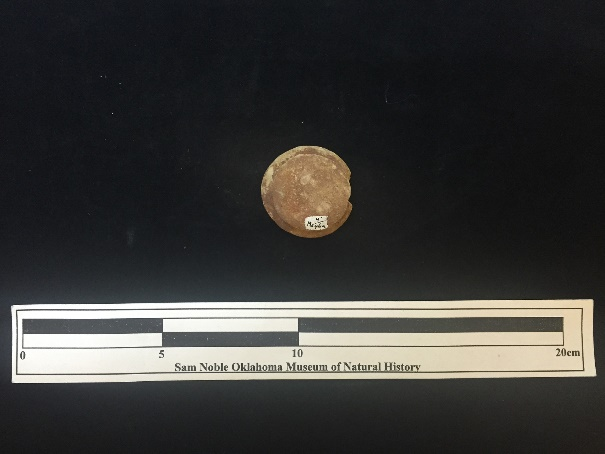 0 5 10 20cm
Sam Noble Oklahoma Museum of Natural History